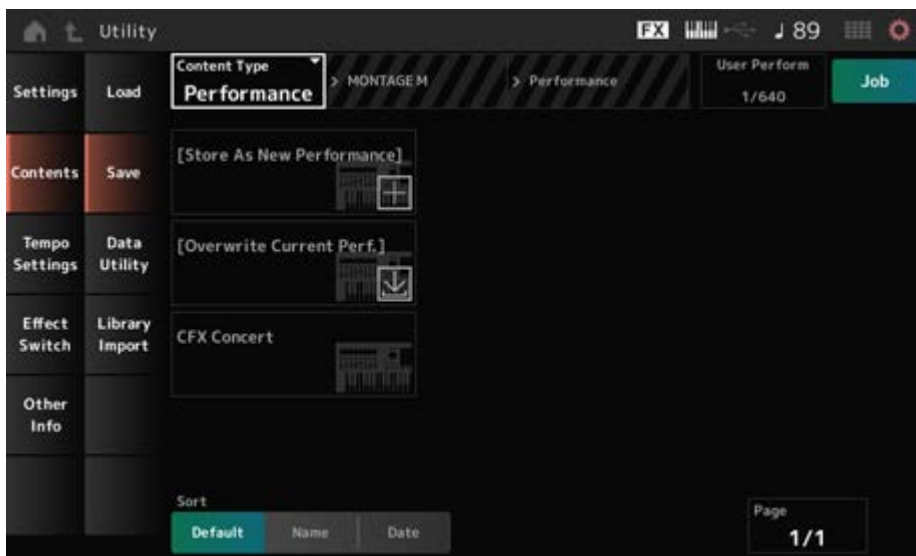 Utility
FX
89
Settings
Load
Content Type
Performance
> MONTAGE M
> Performance
User Perform
1/640
Job
Contents
Save
[Store As New Performance]
Tempo
Settings
Data
Utility
[Overwrite Current Perf.]
Effect
Switch
Library
Import
CFX Concert
Other
Info
Sort
Default
Name
Date
Page
1/1